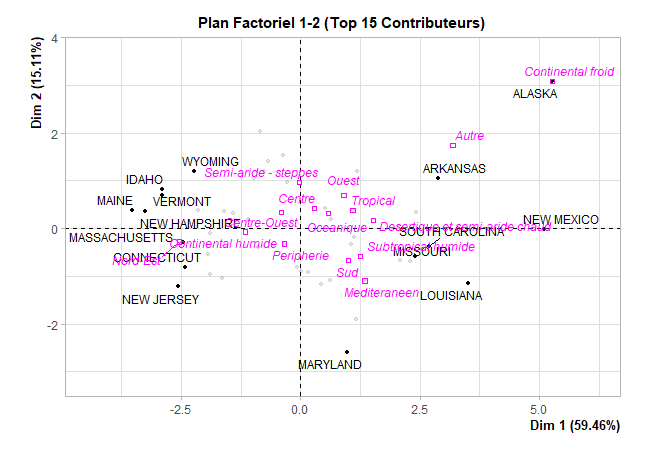 Plan Factoriel 1-2 (Top 15 Contributeurs)
Dim 2 (15.11%)
4
2
0
-2
Continental froid
ALASKA
Autre
WYOMING
ARKANSAS
Semi-aride - steppes
Ouest
IDAHO
VERMONT
MAINE
Centre
Tropical
NEW HAMPSHIRE
Centre-Ouest
Oceanique
Desertique et semi-aride chaud
NEW MEXICO
SOUTH CAROLINA
MASSACHUSETTS
Continental humide
Subtropical humide
MISSOURI
CONNECTICUT
Nord-Est
Peripherie
Sud
NEW JERSEY
Mediteraneen
LOUISIANA
MARYLAND
-2.5
0.0
2.5
5.0
Dim 1 (59.46%)